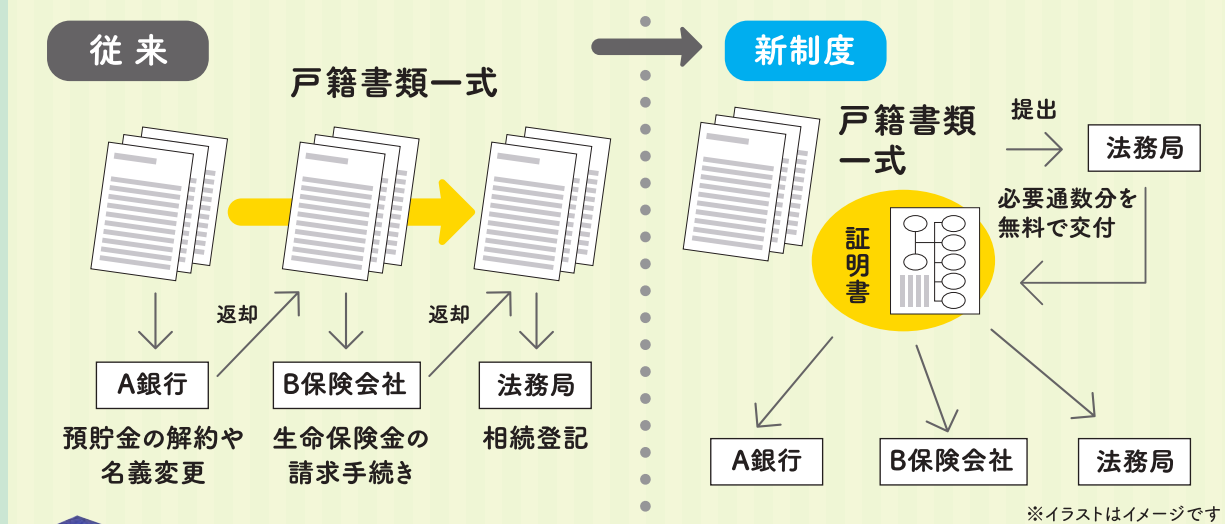 従来
戸籍書類一式
返却
返却
A銀行
B保険会社
法務局
預貯金の解約や
名義変更
生命保険金の
請求手続き
相続登記
新制度
戸籍書類
一式
提出
法務局
必要通数分を
無料で交付
証明書
A銀行
B保険会社
法務局
※イラストはイメージです